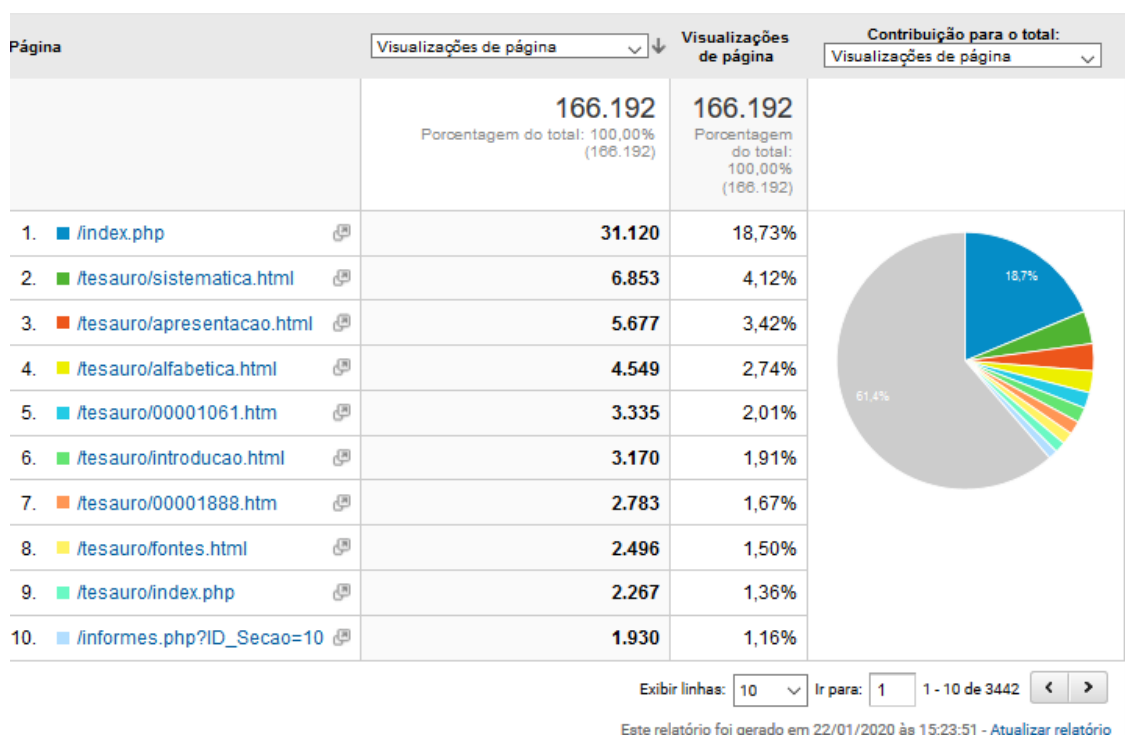 Página
Visualizações de página
Visualizações
de página
Contribuição para o total:
Visualizações de página
166.192
Porcentagem do total: 100,00%
(166.192)
166.192
Porcentagem
do total:
100,00%
(166.192)
1. /index.php 31.120 18,73%
2. /tesauro/sistematica.html 6.853 4,12%
3. /tesauro/apresentacao.html 5.677 3,42%
4. /tesauro/alfabetica.html 4.549 2,74%
5. /tesauro/00001061.htm 3.335 2,01%
6. /tesauro/introducao.html 3.170 1,91%
7. /tesauro/00001888.htm 2.783 1,67%
8. /tesauro/fontes.html 2.496 1,50%
9. /tesauro/index.php 2.267 1,36%
10. /informes.php?ID_Secao=10 1.930 1,16%
18,7%
61,4%
Exibir linhas: 10 Ir para: 1 1 - 10 de 3442
Este relatório foi gerado em 22/01/2020 às 15:23:51 - Atualizar relatório